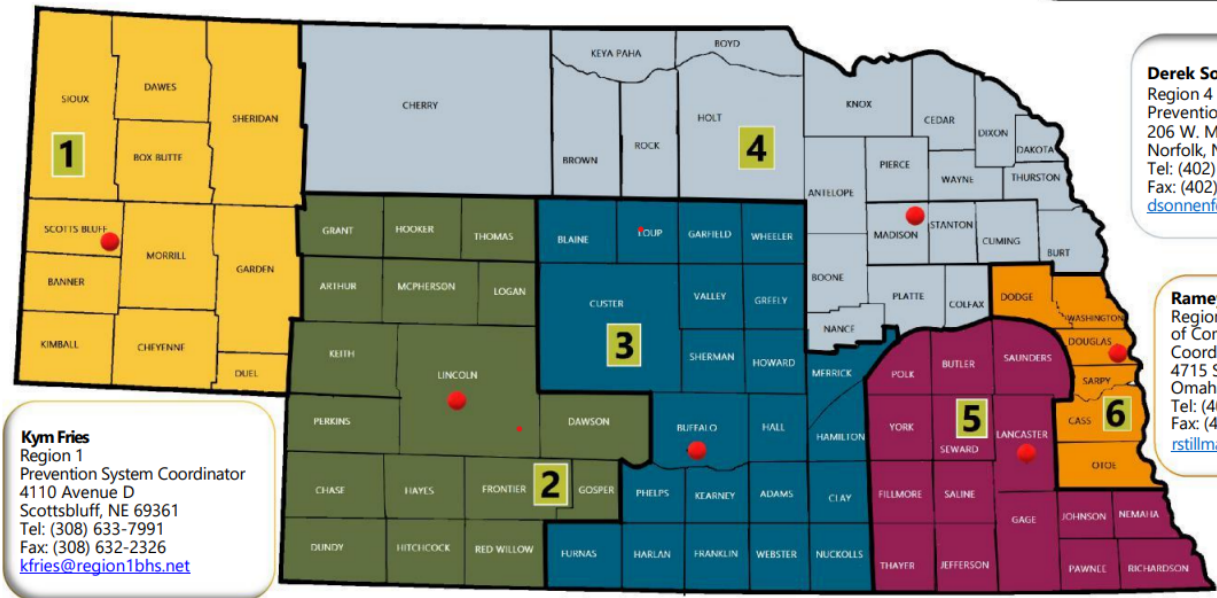 KEYA PAHA
BOYD
SIOUX
DAWES
SHERIDAN
CHERRY
HOLT
KNOX
CEDAR
DIXON
DAKOTA
1
BOX BUTTE
BROWN
ROCK
4
PIERCE
WAYNE
THURSTON
ANTELOPE
SCOTTS BLUFF
GRANT
HOOKER
THOMAS
BLAINE
LOUP
GARFIELD
WHEELER
MADISON
STANTON
CUMING
BURT
MORRILL
GARDEN
BANNER
ARTHUR
MCPHERSON
LOGAN
CUSTER
VALLEY
GREELY
BOONE
PLATTE
COLFAX
DODGE
WASHINGTON
NANCE
KIMBALL
CHEYENNE
DUEL
KEITH
LINCOLN
3
SHERMAN
HOWARD
MERRICK
POLK
BUTLER
SAUNDERS
DOUGLAS
SARPY
PERKINS
DAWSON
BUFFALO
HALL
HAMILTON
YORK
SEWARD
5
LANCASTER
CASS
6
OTOE
CHASE
HAYES
FRONTIER
2
GOSPER
PHELPS
KEARNEY
ADAMS
CLAY
FILLMORE
SALINE
GAGE
JOHNSON
NEMAHA
DUNDY
HITCHCOCK
RED WILLOW
FURNAS
HARLAN
FRANKLIN
WEBSTER
NUCKOLLS
THAYER
JEFFERSON
PAWNEE
RICHARDSON
Kym Fries
Region 1
Prevention System Coordinator
4110 Avenue D
Scottsbluff, NE 69361
Tel: (308) 633-7991
Fax: (308) 632-2326
kfries@region1bhs.net
Derek So
Region 4
Preventio
206 W. M
Norfolk, N
Tel: (402)
Fax: (402)
dsonnenf
Ramey
Region
of Con
Coord
4715 S
Omah
Tel: (4
Fax: (4
rstillma